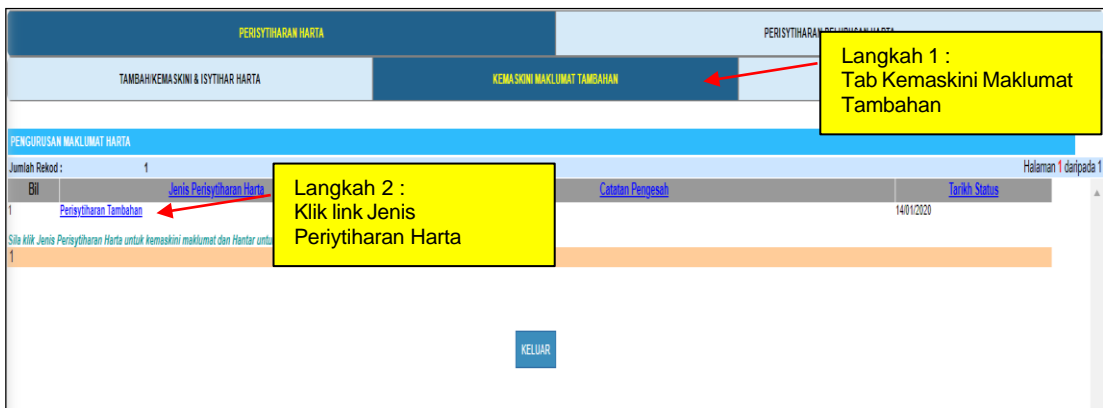 PERISYTIHARAN HARTA
PERISYTIHARAN
TAMBAH/KEMASKINI & ISYTIHAR HARTA
KEMASKINI MAKLUMAT TAMBAHAN
Langkah 1 :
Tab Kemaskini Maklumat
Tambahan
PENGURUSAN MAKLUMAT HARTA
Jumlah Rekod : 1
Halaman 1 daripada 1
Bil Jenis Perisytiharan Harta Catatan Pengesah Tarikh Status
1 Perisytiharan Tambahan 14/01/2020
Langkah 2 :
Klik link Jenis
Periytiharan Harta
Sila klik Jenis Perisytiharan Harta untuk kemaskini maklumat dan Hantar
1
KELUAR